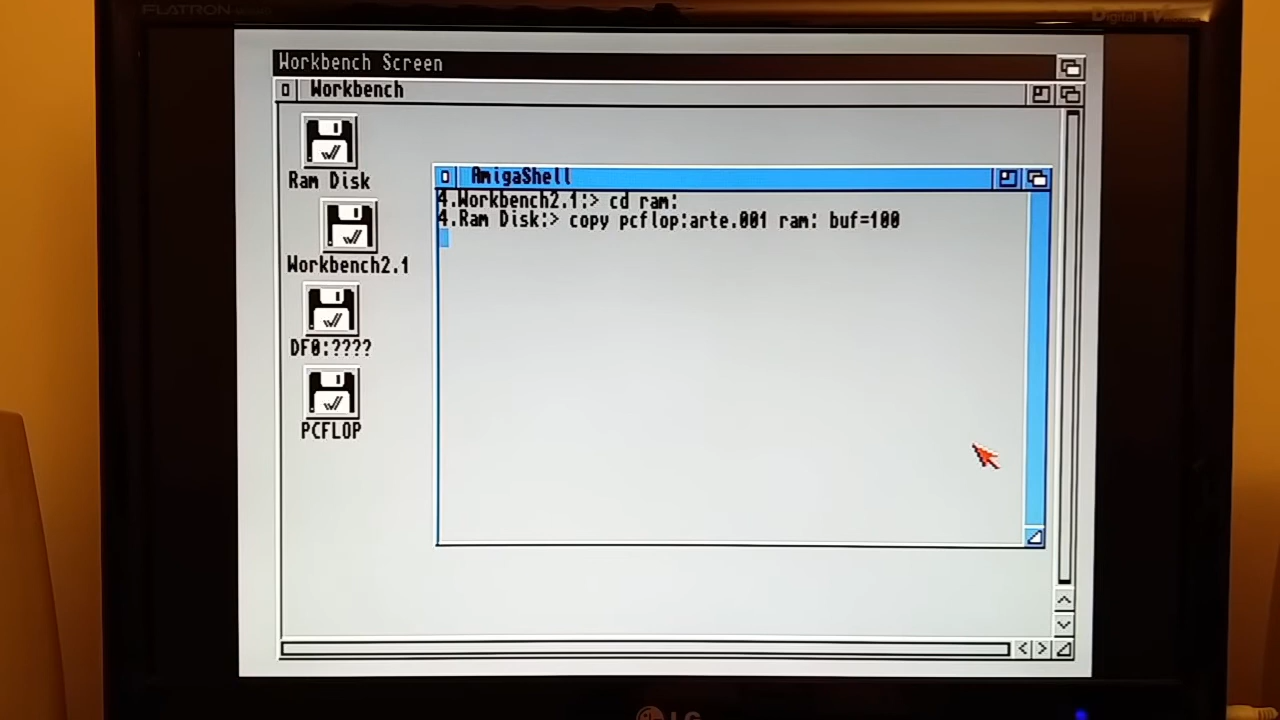 FLATRON
Digital TV
Workbench Screen
Workbench
Ram Disk
Workbench2.1
DF0:????
PCFLOP
AmigaShell
4.Workbench2.1:> cd ram:
4.Ram Disk:> copy pcflop:arte.001 ram: buf=100
LG